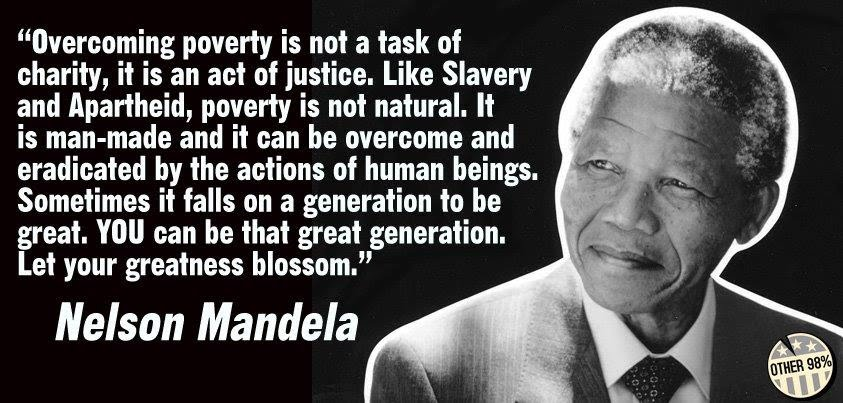 “Overcoming poverty is not a task of
charity, it is an act of justice. Like Slavery
and Apartheid, poverty is not natural. It
is man-made and it can be overcome and
eradicated by the actions of human beings.
Sometimes it falls on a generation to be
great. YOU can be that great generation.
Let your greatness blossom.”
Nelson Mandela
OTHER 98%